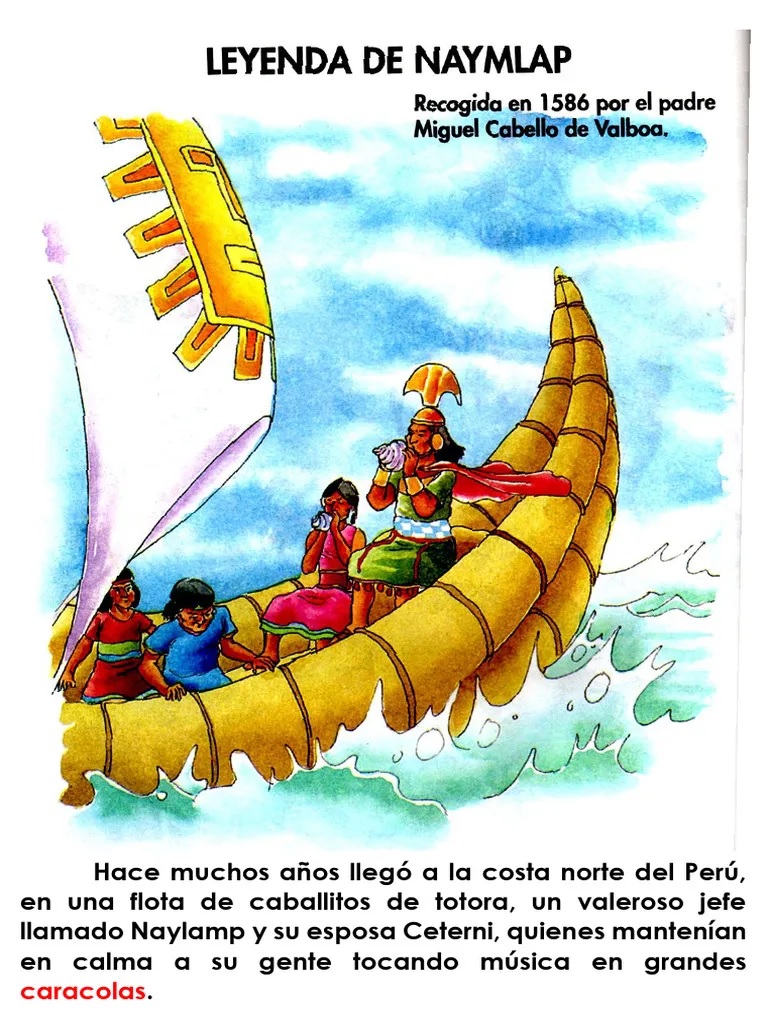 LEYENDA DE NAYMLAP
Recogida en 1586 por el padre
Miguel Cabello de Valboa.
Hace muchos años llegó a la costa norte del Perú,
en una flota de caballitos de totora, un valeroso jefe
llamado Naylamp y su esposa Ceterni, quienes mantenían
en calma a su gente tocando música en grandes
caracolas.